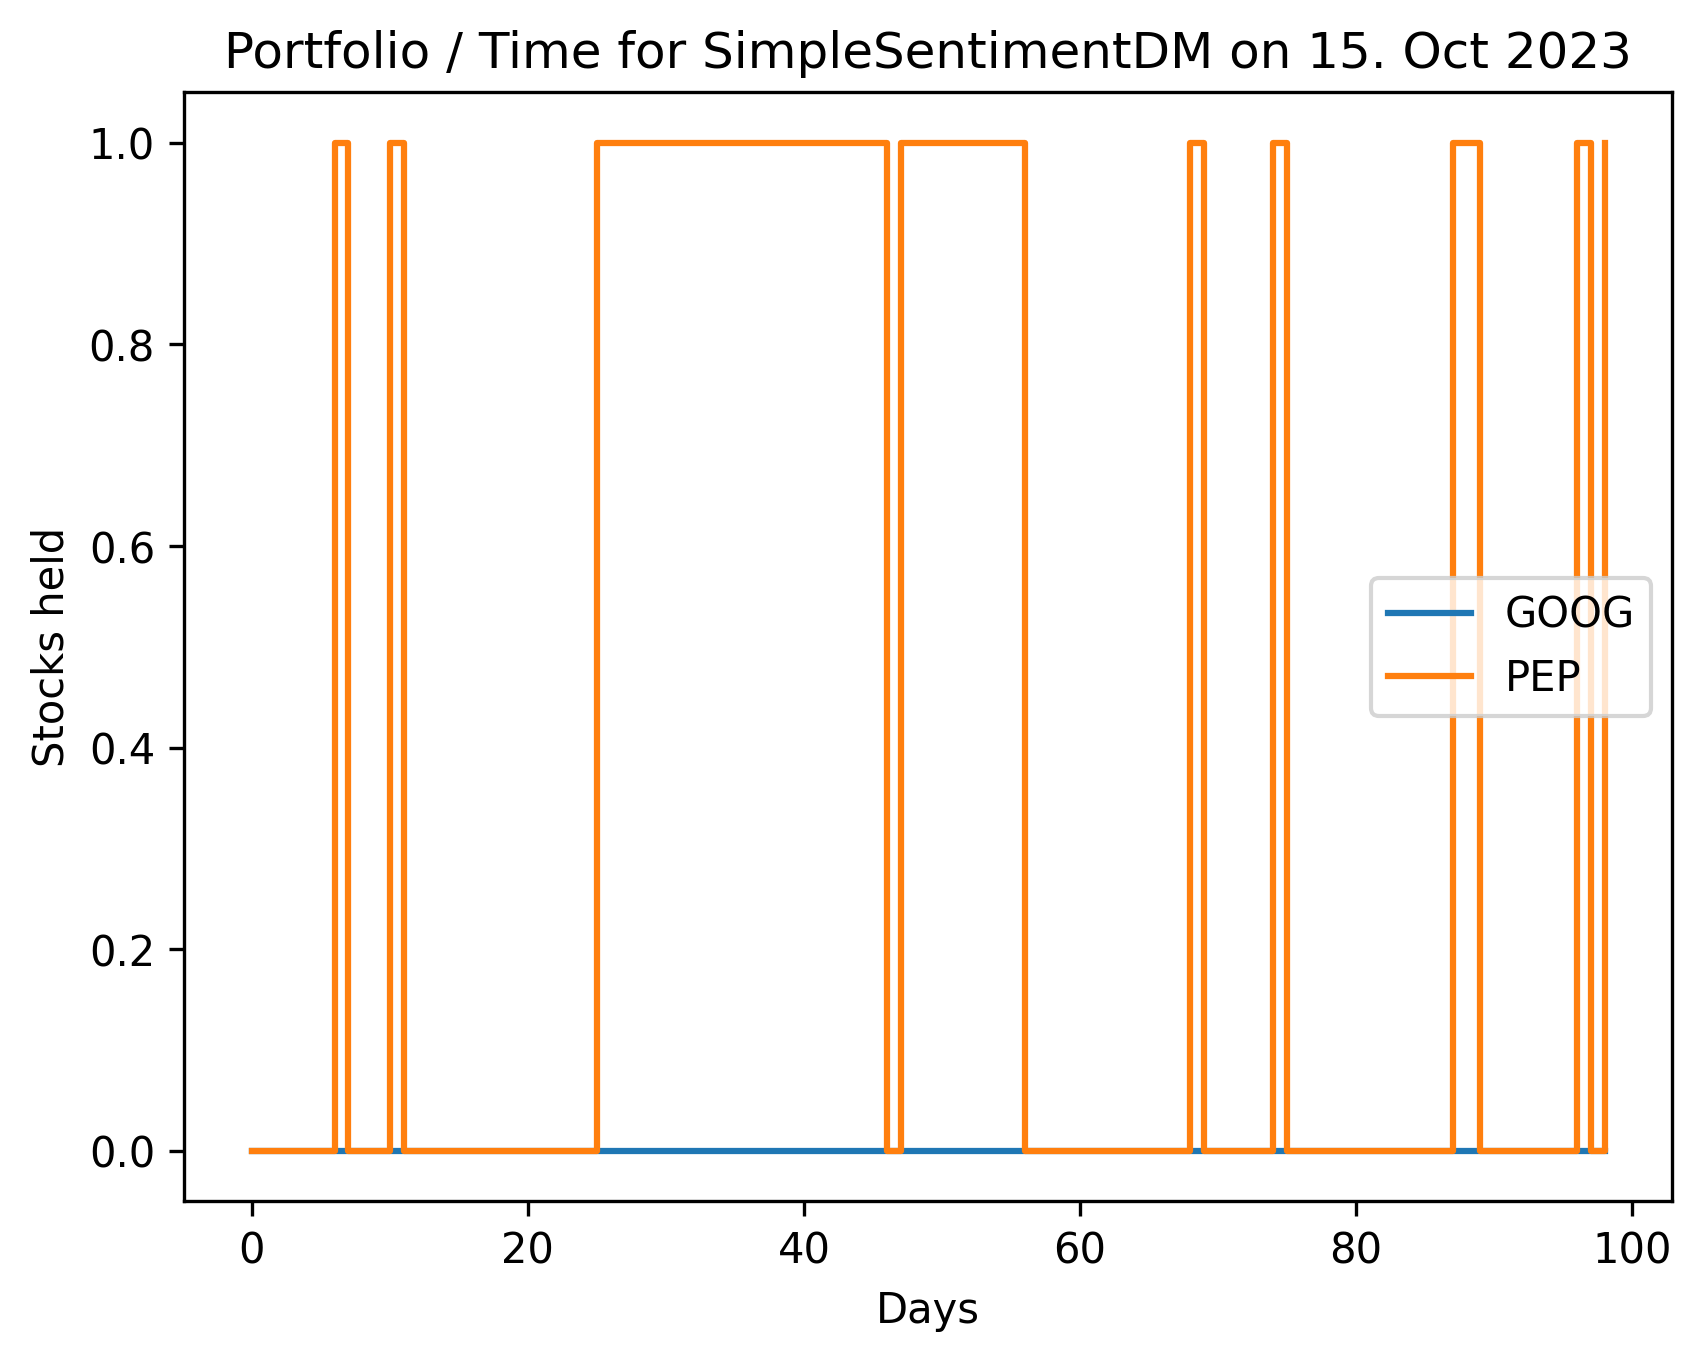 Portfolio / Time for SimpleSentimentDM on 15. Oct 2023
1.0
0.8
0.6
0.4
0.2
0.0
Stocks held
GOOG
PEP
0 20 40 60 80 100
Days